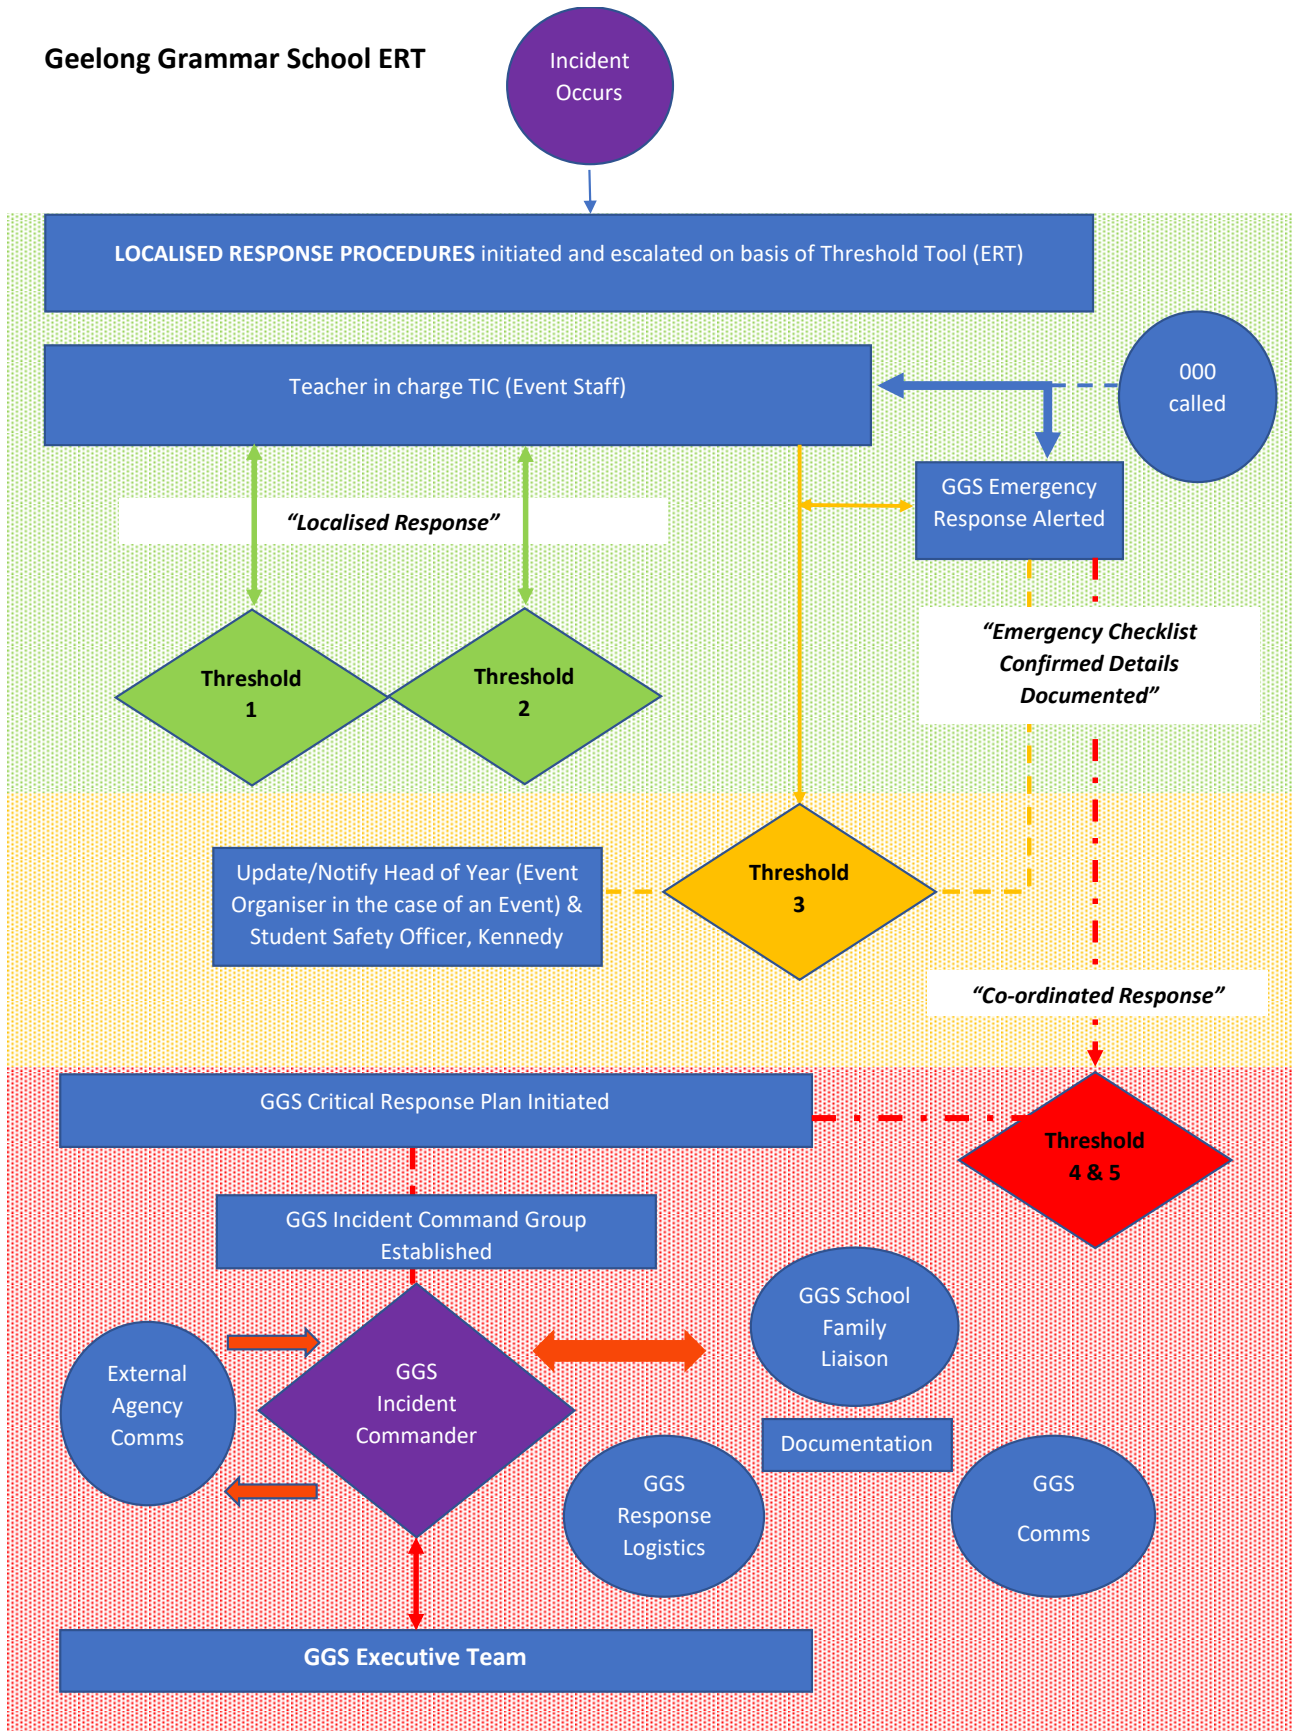 Geelong Grammar School ERT
Incident
Occurs
LOCALISED RESPONSE PROCEDURES initiated and escalated on basis of Threshold Tool (ERT)
Teacher in charge TIC (Event Staff)
000
called
GGS Emergency
Response Alerted
“Localised Response”
“Emergency Checklist
Confirmed Details
Documented”
Threshold
1
Threshold
2
Update/Notify Head of Year (Event
Organiser in the case of an Event) &
Student Safety Officer, Kennedy
Threshold
3
“Co-ordinated Response”
GGS Critical Response Plan Initiated
Threshold
4 & 5
GGS Incident Command Group
Established
GGS School
Family
Liaison
External
Agency
Comms
GGS
Incident
Commander
Documentation
GGS
Response
Logistics
GGS
Comms
GGS Executive Team